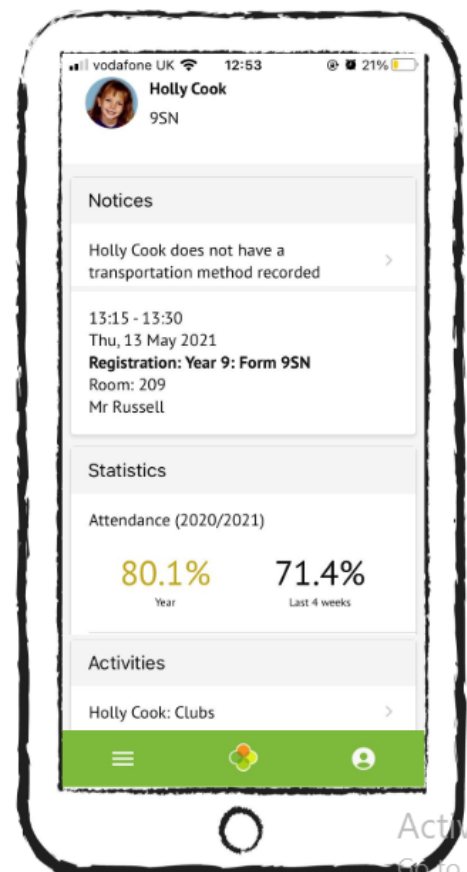 vodafone UK 12:53 21%
Holly Cook
9SN
Notices
Holly Cook does not have a
transportation method recorded
13:15 - 13:30
Thu, 13 May 2021
Registration: Year 9: Form 9SN
Room: 209
Mr Russell
Statistics
Attendance (2020/2021)
80.1% 71.4%
Year Last 4 weeks
Activities
Holly Cook: Clubs